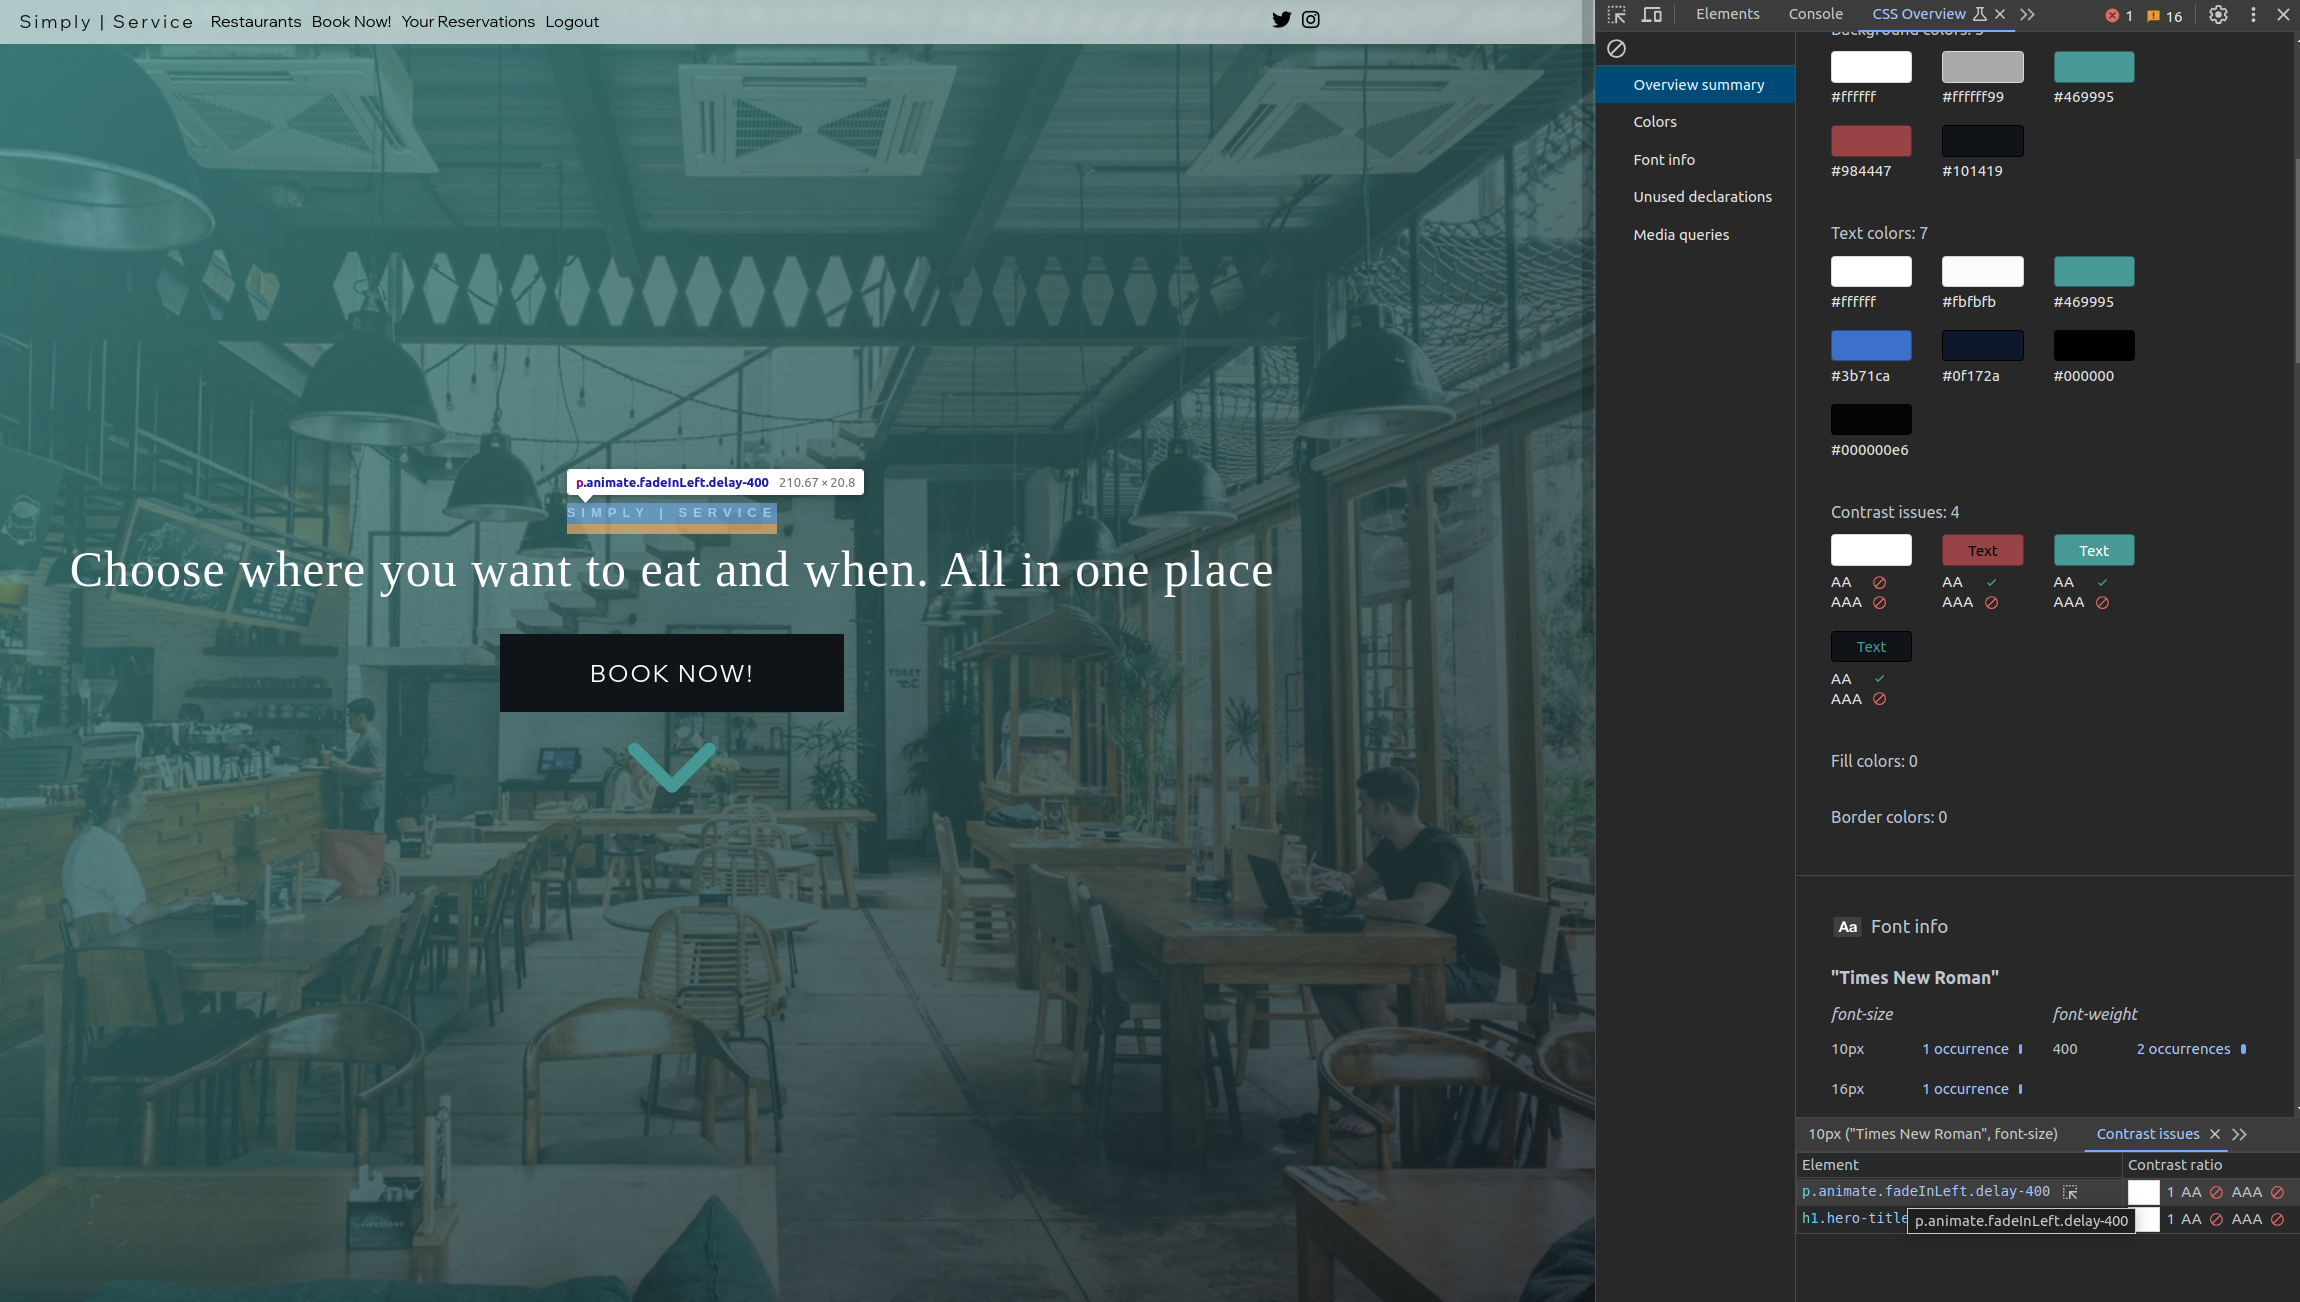 Simply | Service Restaurants Book Now! Your Reservations Logout
p.animate.fadeInLeft.delay-400 210.67 × 20.8
SIMPLY | SERVICE
Choose where you want to eat and when. All in one place
BOOK NOW!
TOILET
Elements Console CSS Overview 1 16
Overview summary
Colors
Font info
Unused declarations
Media queries
Background colors: 5
#ffffff #ffffff99 #469995
#984447 #101419
Text colors: 7
#ffffff #fbfbfb #469995
#3b71ca #0f172a #000000
#000000e6
Contrast issues: 4
Text Text
AA AA AA
AAA AAA AAA
Text
AA
AAA
Fill colors: 0
Border colors: 0
Aa Font info
"Times New Roman"
font-size font-weight
10px 1 occurrence 400 2 occurrences
16px 1 occurrence
10px ("Times New Roman", font-size) Contrast issues
Element Contrast ratio
p.animate.fadeInLeft.delay-400 1 AA AAA
h1.hero-title 1 AA AAA
p.animate.fadeInLeft.delay-400